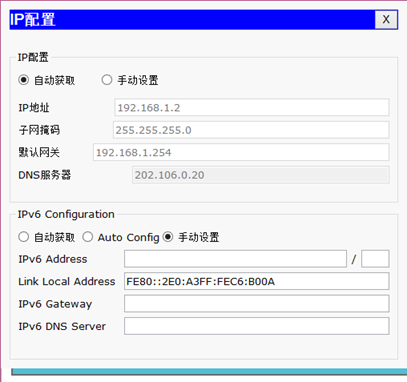 IP配置
X
IP配置
自动获取 手动设置
IP地址 192.168.1.2
子网掩码 255.255.255.0
默认网关 192.168.1.254
DNS服务器 202.106.0.20
IPv6 Configuration
自动获取 Auto Config 手动设置
IPv6 Address /
Link Local Address FE80::2E0:A3FF:FEC6:B00A
IPv6 Gateway
IPv6 DNS Server